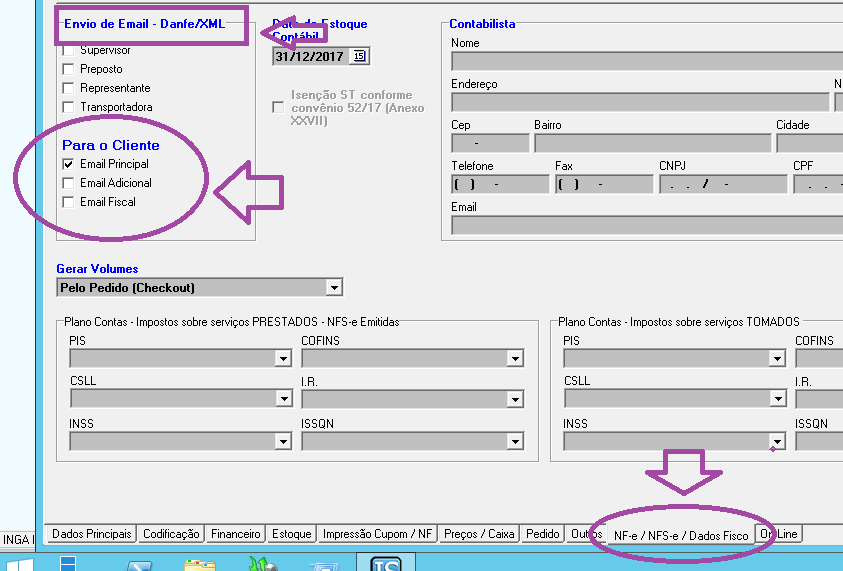 Envio de Email - Danfe/XML
Supervisor
Preposto
Representante
Transportadora
Para o Cliente
Email Principal
Email Adicional
Email Fiscal
Data do Estoque
Contábil
31/12/2017 15
Isenção ST conforme
convênio 52/17 (Anexo
XXVII)
Contabilista
Nome
Endereço
N
Cep
Bairro
Cidade
-
Telefone
Fax
CNPJ
CPF
( ) -
( ) -
. . / -
. .
Email
Gerar Volumes
Pelo Pedido (Checkout)
Plano Contas - Impostos sobre serviços PRESTADOS - NFS-e Emitidas
PIS
COFINS
CSLL
I.R.
INSS
ISSQN
Plano Contas - Impostos sobre serviços TOMADOS
PIS
COFINS
CSLL
I.R.
INSS
ISSQN
INGA I
Dados Principais
Codificação
Financeiro
Estoque
Impressão Cupom / NF
Preços / Caixa
Pedido
Outros
NF-e / NFS-e / Dados Fisco
On Line